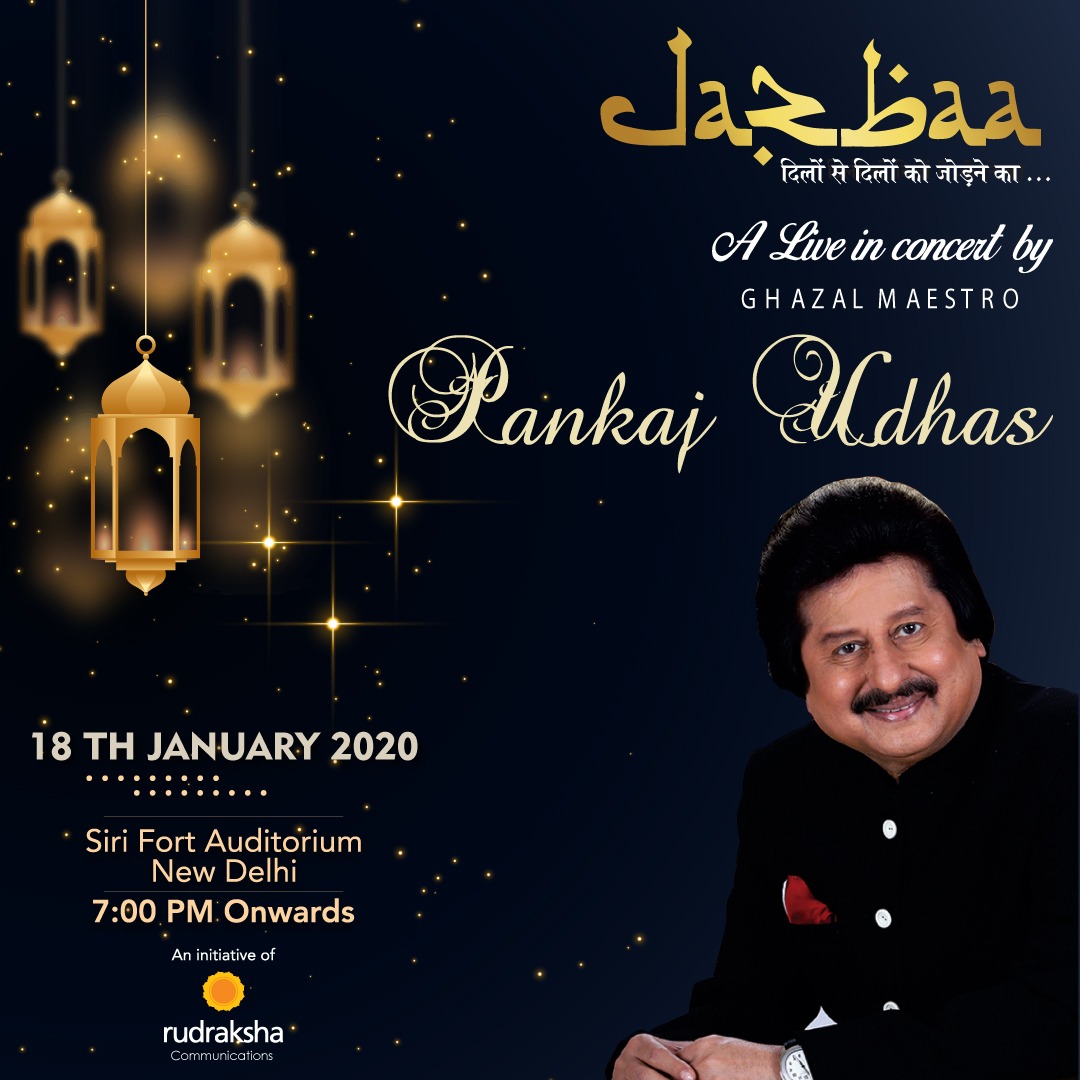 Jazbaa
दिलों से दिलों को जोड़ने का ...
A Live in concert by
GHAZAL MAESTRO
Pankaj Udhas
18 TH JANUARY 2020
Siri Fort Auditorium
New Delhi
7:00 PM Onwards
An initiative of
rudraksha
Communications